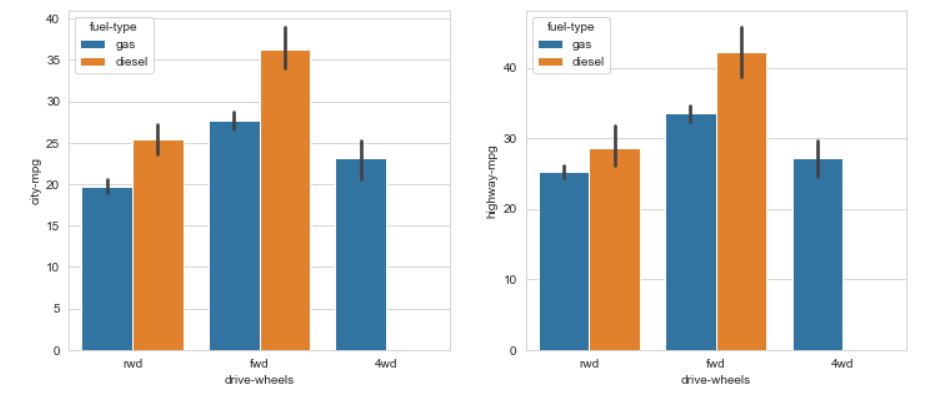 fuel-type
gas
diesel
city-mpg
40
35
30
25
20
15
10
5
0
rwd
fwd
4wd
drive-wheels
fuel-type
gas
diesel
highway-mpg
40
30
20
10
0
rwd
fwd
4wd
drive-wheels